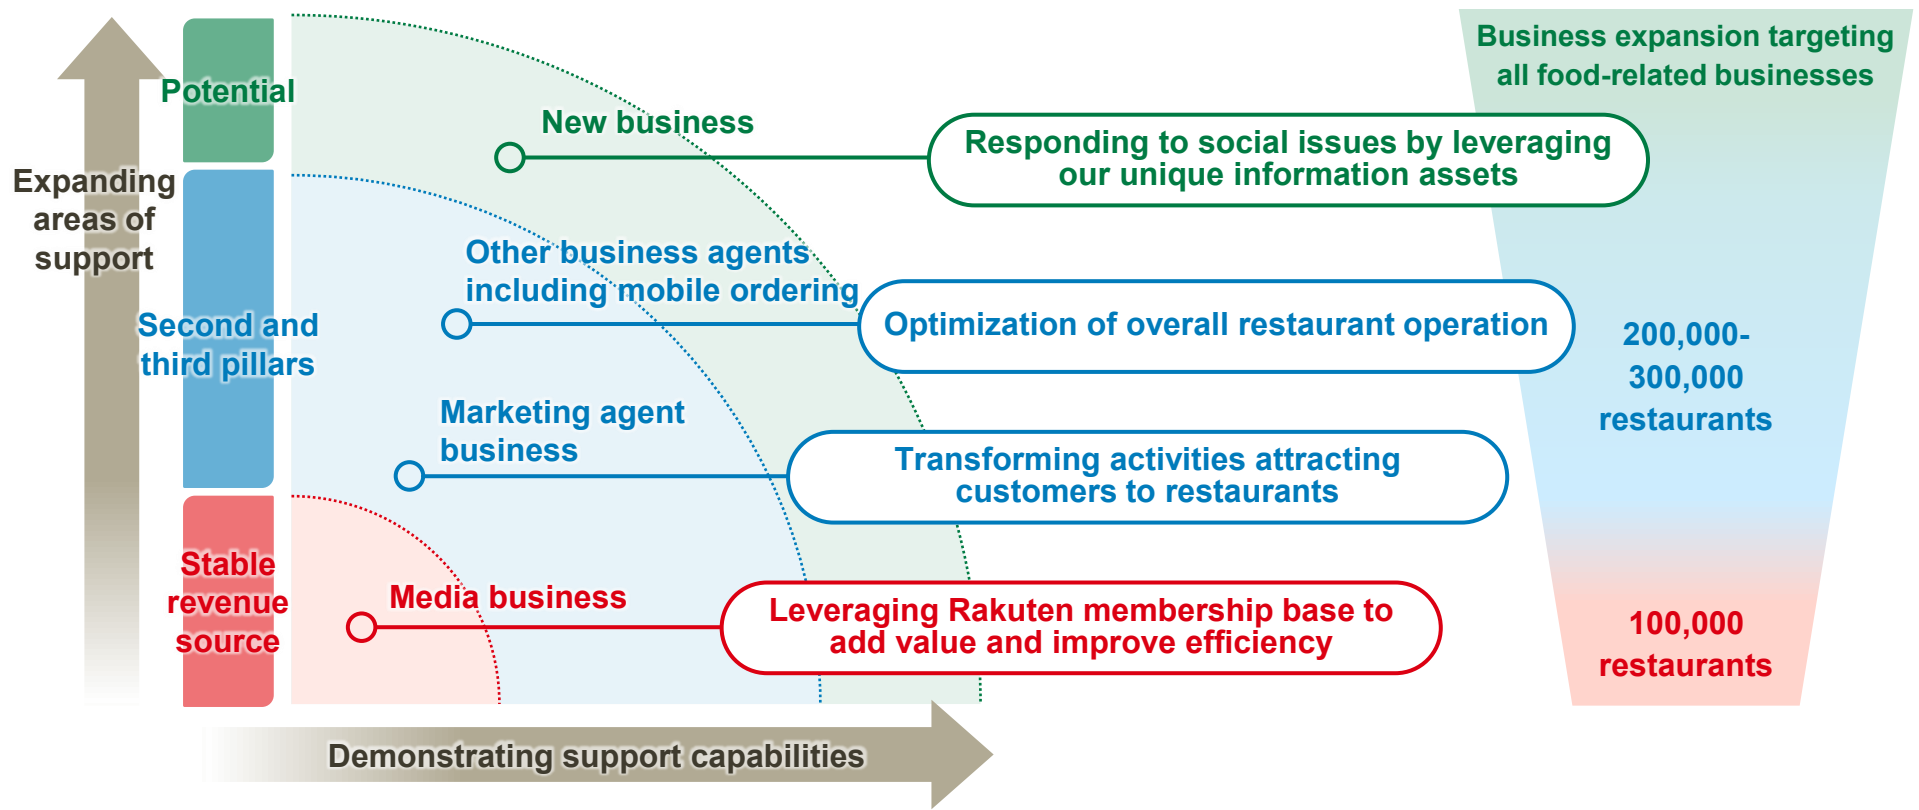 Business expansion targeting
all food-related businesses
Potential
New business
Responding to social issues by leveraging
our unique information assets
Expanding
areas of
support
Other business agents
including mobile ordering
Second and
third pillars
Optimization of overall restaurant operation
200,000-
300,000
restaurants
Marketing agent
business
Transforming activities attracting
customers to restaurants
Stable
revenue
source
Media business
Leveraging Rakuten membership base to
add value and improve efficiency
100,000
restaurants
Demonstrating support capabilities